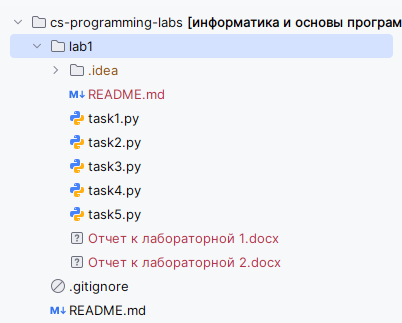 cs-programming-labs [информатика и основы програм
lab1
.idea
README.md
task1.py
task2.py
task3.py
task4.py
task5.py
Отчет к лабораторной 1.docx
Отчет к лабораторной 2.docx
.gitignore
README.md